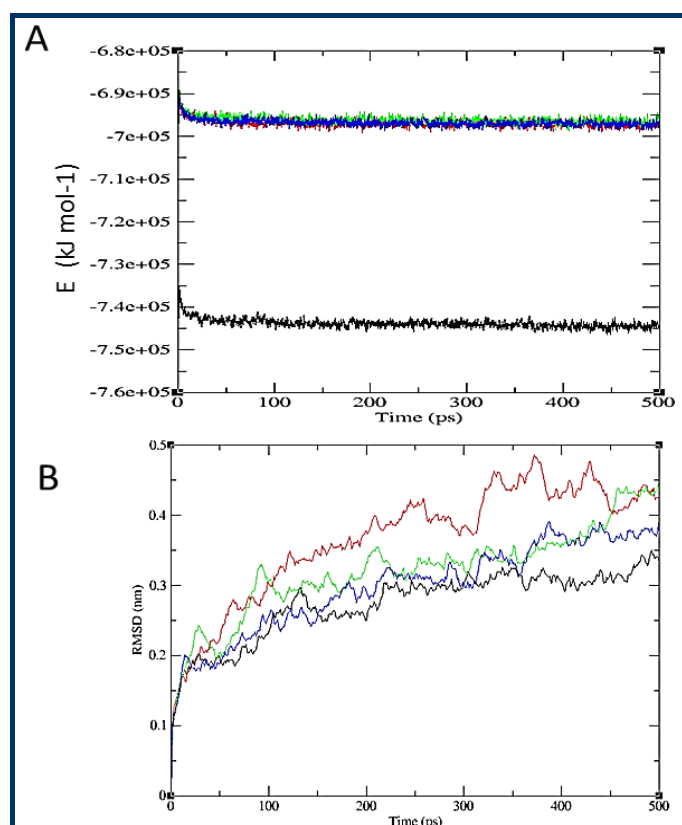 A
E (kJ mol-1)
-6.8e+05
-6.9e+05
-7e+05
-7.1e+05
-7.2e+05
-7.3e+05
-7.4e+05
-7.5e+05
-7.6e+05
0 100 200 300 400 500
Time (ps)
B
RMSD (nm)
0.5
0.4
0.3
0.2
0.1
0
0 100 200 300 400 500
Time (ps)